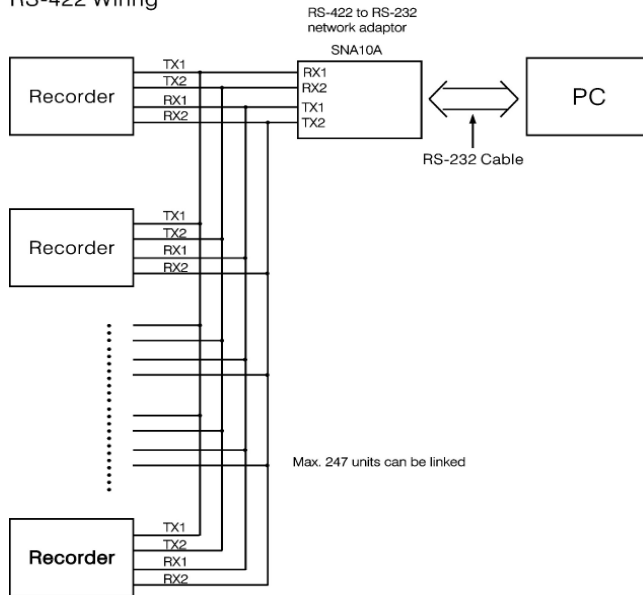 RS-422 Wiring
RS-422 to RS-232
network adaptor
SNA10A
Recorder
TX1
TX2
RX1
RX2
RX1
RX2
TX1
TX2
PC
RS-232 Cable
Recorder
TX1
TX2
RX1
RX2
Max. 247 units can be linked
Recorder
TX1
TX2
RX1
RX2